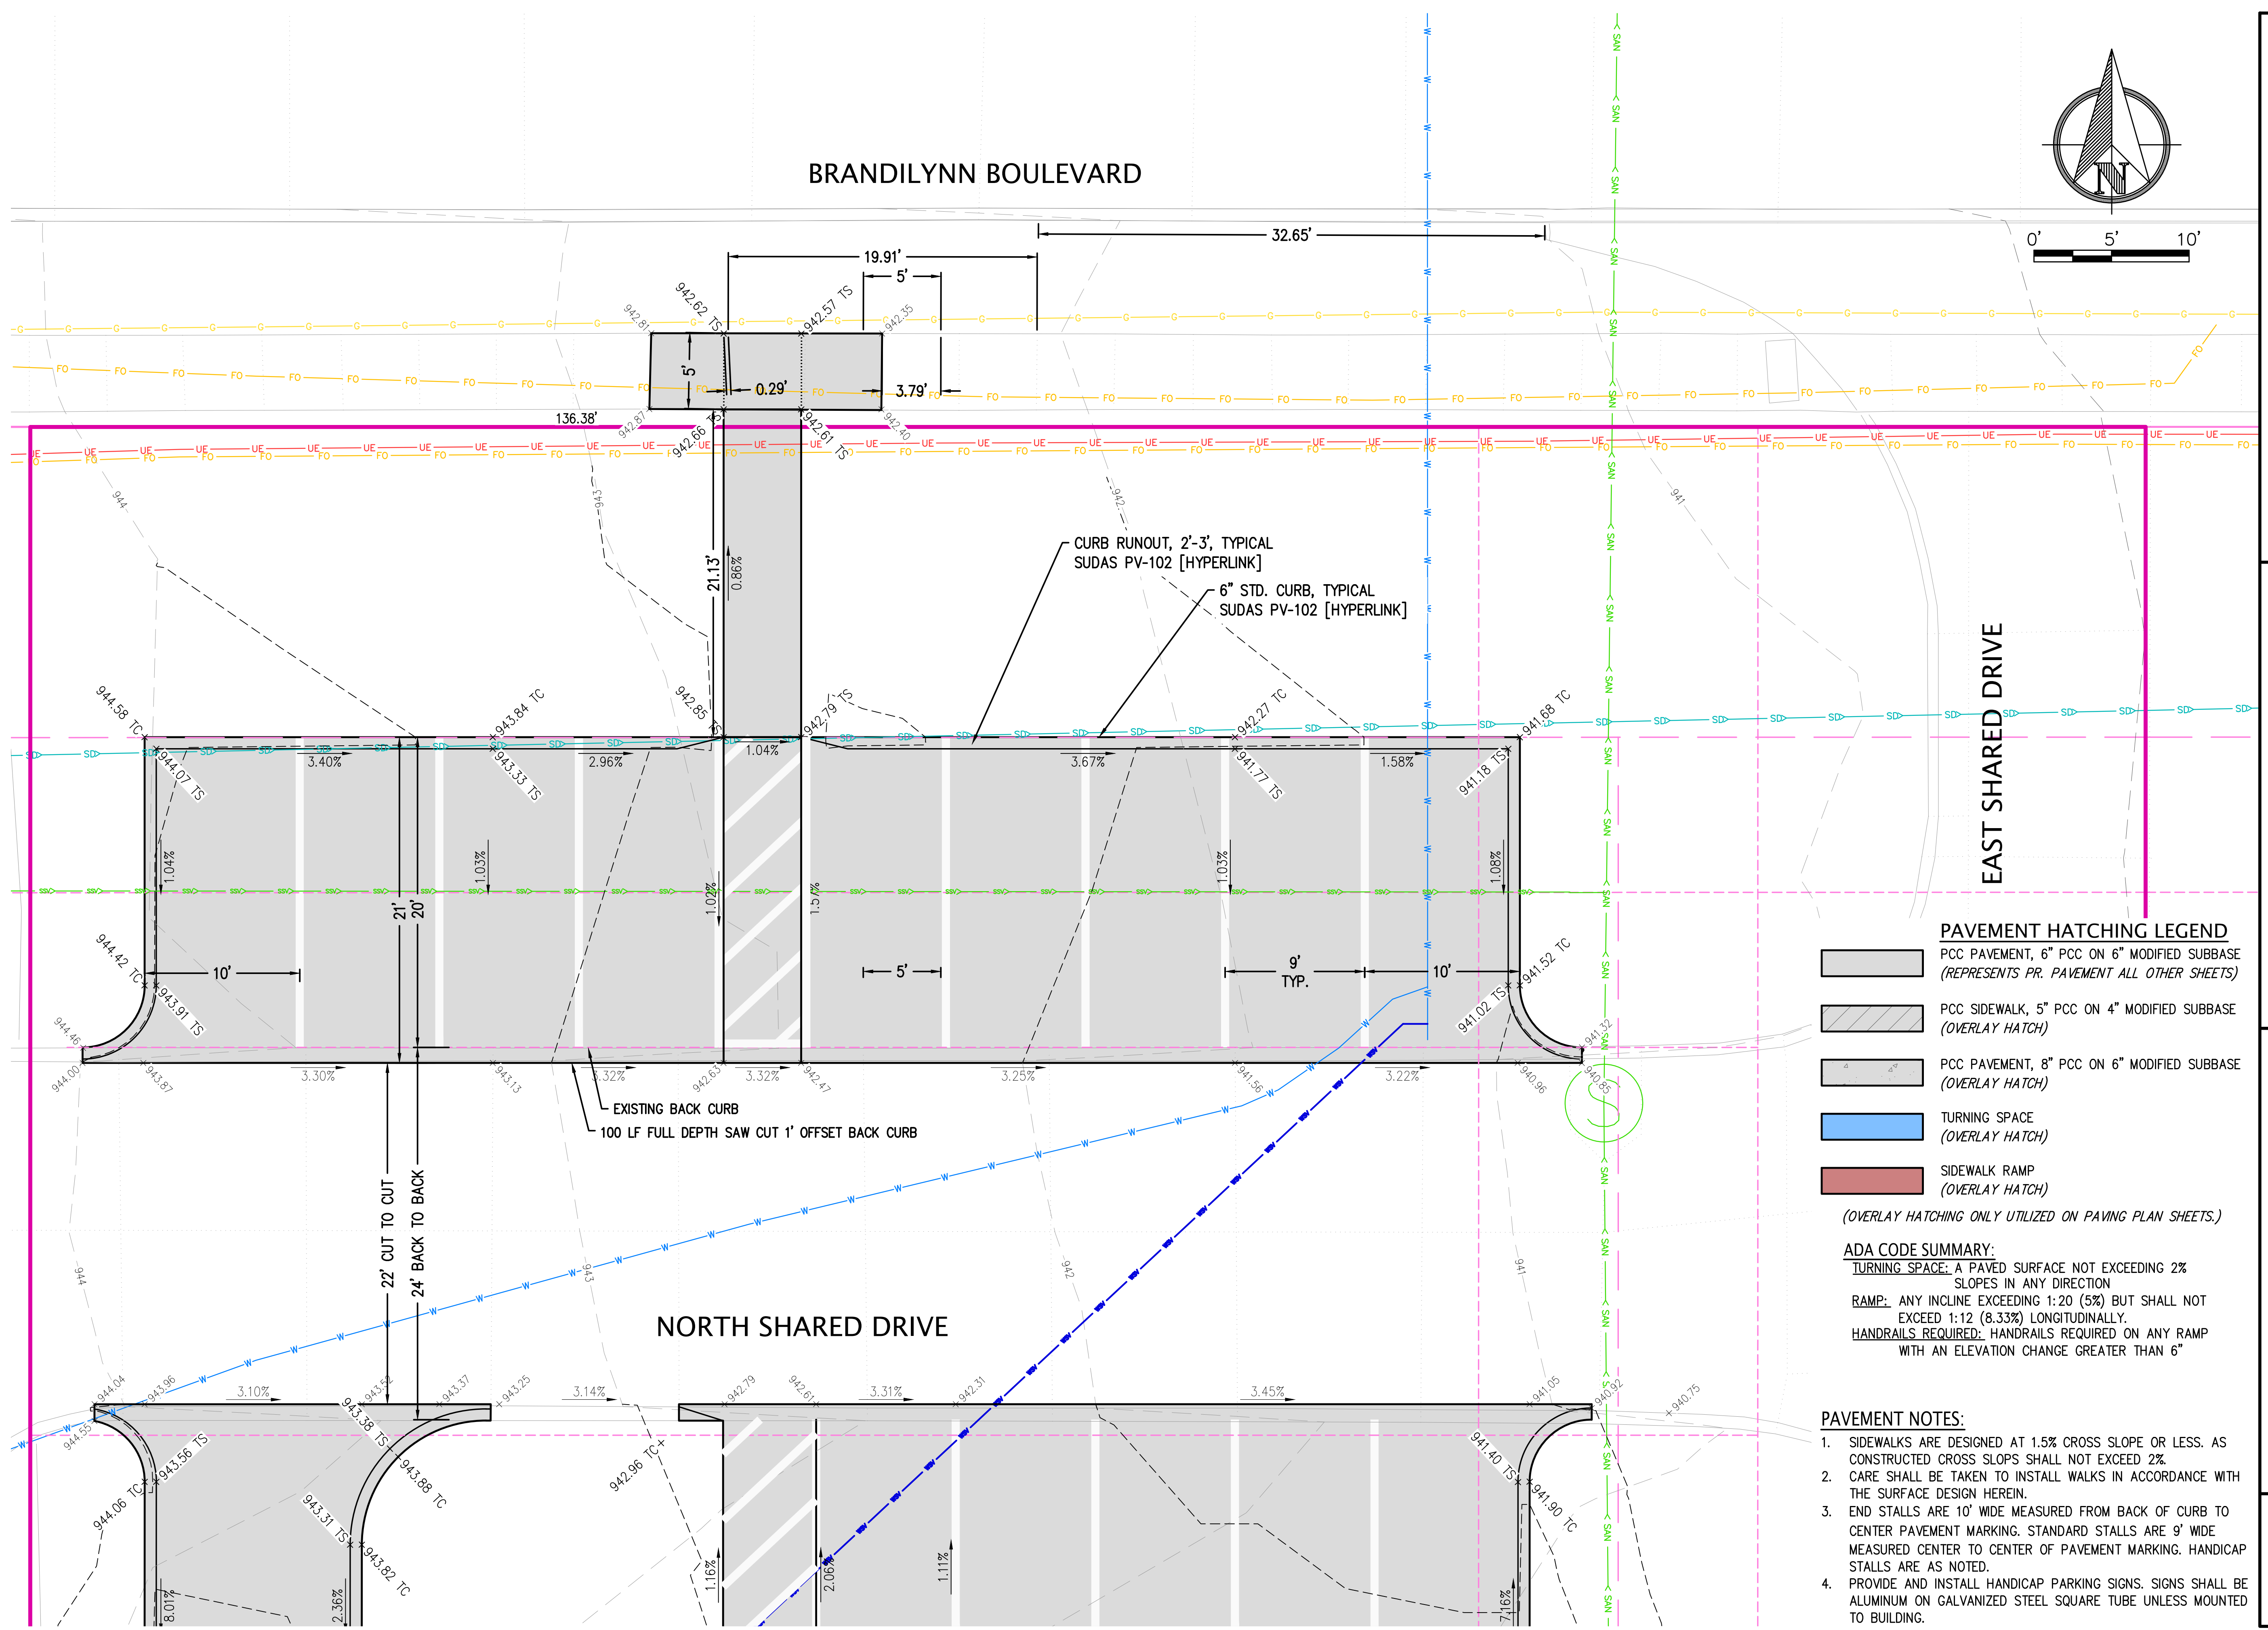 BRANDILYNN BOULEVARD
0' 5' 10'
N
32.65'
19.91'
5'
942.62 TS
942.57 TS
942.81
942.35
5'
0.29'
3.79'
136.38'
942.87
942.66 TS
942.61 TS
942.40
944
943
942
941
21.13'
0.86%
CURB RUNOUT, 2'-3', TYPICAL
SUDAS PV-102 [HYPERLINK]
6" STD. CURB, TYPICAL
SUDAS PV-102 [HYPERLINK]
EAST SHARED DRIVE
944.58 TC
943.84 TC
942.85 TS
942.79 TS
942.27 TC
941.68 TC
944.07 TS
3.40%
943.33 TS
2.96%
1.04%
3.67%
941.77 TS
1.58%
941.18 TS
1.04%
1.03%
1.02%
1.57%
1.03%
1.08%
21'
20'
944.42 TC
10'
5'
9'
TYP.
10'
941.52 TC
943.91 TS
941.02 TS
944.46
941.32
944.00
943.87
3.30%
943.13
3.32%
942.63
3.32%
942.47
3.25%
941.56
3.22%
940.96
940.85
EXISTING BACK CURB
100 LF FULL DEPTH SAW CUT 1' OFFSET BACK CURB
22' CUT TO CUT
24' BACK TO BACK
S
944
943
942
941
NORTH SHARED DRIVE
944.04
943.96
3.10%
943.52
943.37
943.25
3.14%
942.79
942.61
3.31%
942.31
3.45%
941.05
940.92
940.75
944.55
943.56 TS
943.38 TS
943.88 TC
942.96 TC
941.40 TS
941.90 TC
944.06 TC
943.31 TS
943.82 TC
8.01%
2.36%
1.16%
2.06%
1.11%
7.16%
PAVEMENT HATCHING LEGEND
PCC PAVEMENT, 6" PCC ON 6" MODIFIED SUBBASE
(REPRESENTS PR. PAVEMENT ALL OTHER SHEETS)
PCC SIDEWALK, 5" PCC ON 4" MODIFIED SUBBASE
(OVERLAY HATCH)
PCC PAVEMENT, 8" PCC ON 6" MODIFIED SUBBASE
(OVERLAY HATCH)
TURNING SPACE
(OVERLAY HATCH)
SIDEWALK RAMP
(OVERLAY HATCH)
(OVERLAY HATCHING ONLY UTILIZED ON PAVING PLAN SHEETS.)
ADA CODE SUMMARY:
TURNING SPACE: A PAVED SURFACE NOT EXCEEDING 2%
SLOPES IN ANY DIRECTION
RAMP: ANY INCLINE EXCEEDING 1:20 (5%) BUT SHALL NOT
EXCEED 1:12 (8.33%) LONGITUDINALLY.
HANDRAILS REQUIRED: HANDRAILS REQUIRED ON ANY RAMP
WITH AN ELEVATION CHANGE GREATER THAN 6"
PAVEMENT NOTES:
1. SIDEWALKS ARE DESIGNED AT 1.5% CROSS SLOPE OR LESS. AS
CONSTRUCTED CROSS SLOPS SHALL NOT EXCEED 2%.
2. CARE SHALL BE TAKEN TO INSTALL WALKS IN ACCORDANCE WITH
THE SURFACE DESIGN HEREIN.
3. END STALLS ARE 10' WIDE MEASURED FROM BACK OF CURB TO
CENTER PAVEMENT MARKING. STANDARD STALLS ARE 9' WIDE
MEASURED CENTER TO CENTER OF PAVEMENT MARKING. HANDICAP
STALLS ARE AS NOTED.
4. PROVIDE AND INSTALL HANDICAP PARKING SIGNS. SIGNS SHALL BE
ALUMINUM ON GALVANIZED STEEL SQUARE TUBE UNLESS MOUNTED
TO BUILDING.